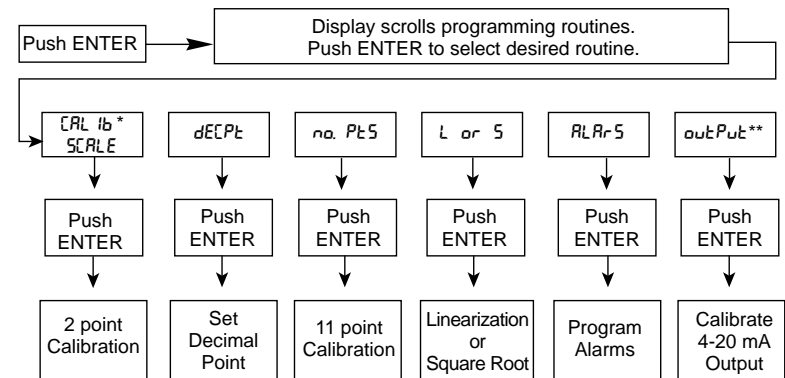 Push ENTER
Display scrolls programming routines.
Push ENTER to select desired routine.
CAL Ib*
SCALE
dECPt
no. PtS
L or S
ALArS
outPut**
Push
ENTER
Push
ENTER
Push
ENTER
Push
ENTER
Push
ENTER
Push
ENTER
2 point
Calibration
Set
Decimal
Point
11 point
Calibration
Linearization
or
Square Root
Program
Alarms
Calibrate
4-20 mA
Output